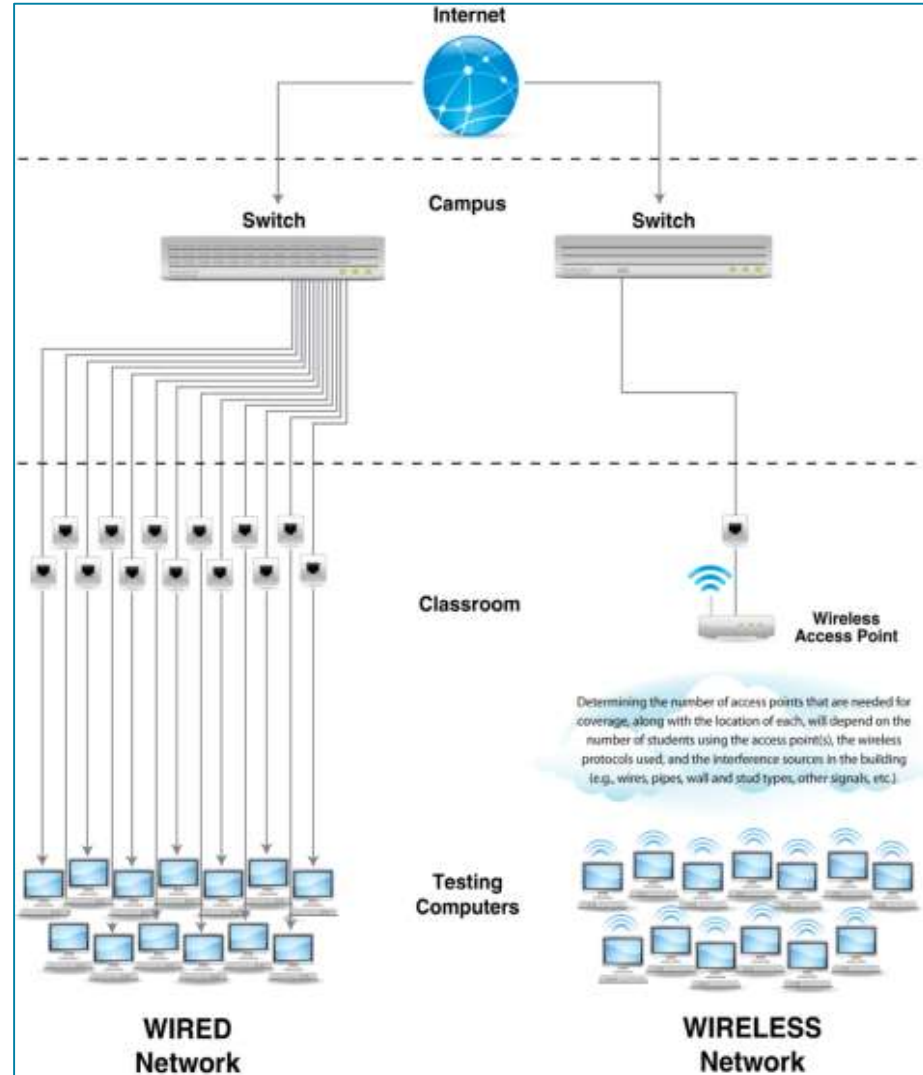 Internet
Campus
Switch
Switch
Classroom
Wireless
Access Point
Determining the number of access points that are needed for
coverage, along with the location of each, will depend on the
number of students using the access point(s), the wireless
protocols used, and the interference sources in the building
(e.g., wires, pipes, wall and stud types, other signals, etc.)
Testing
Computers
WIRED
Network
WIRELESS
Network